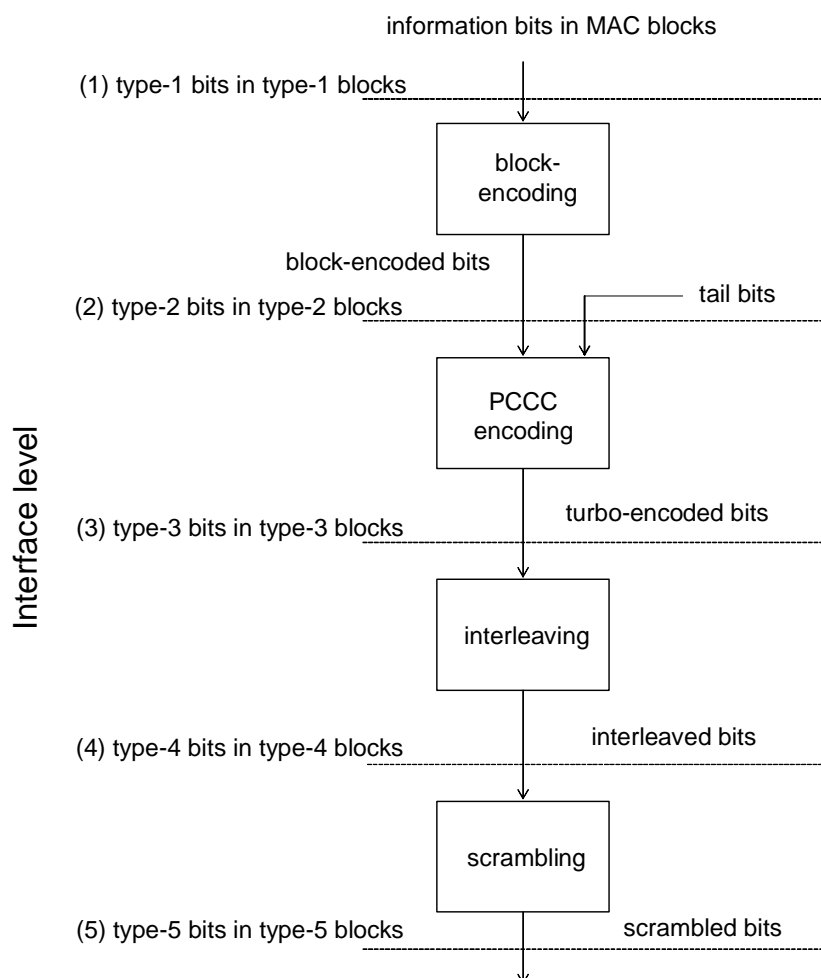 information bits in MAC blocks
(1) type-1 bits in type-1 blocks
block-
encoding
block-encoded bits
tail bits
(2) type-2 bits in type-2 blocks
PCCC
encoding
Interface level
turbo-encoded bits
(3) type-3 bits in type-3 blocks
interleaving
interleaved bits
(4) type-4 bits in type-4 blocks
scrambling
(5) type-5 bits in type-5 blocks
scrambled bits